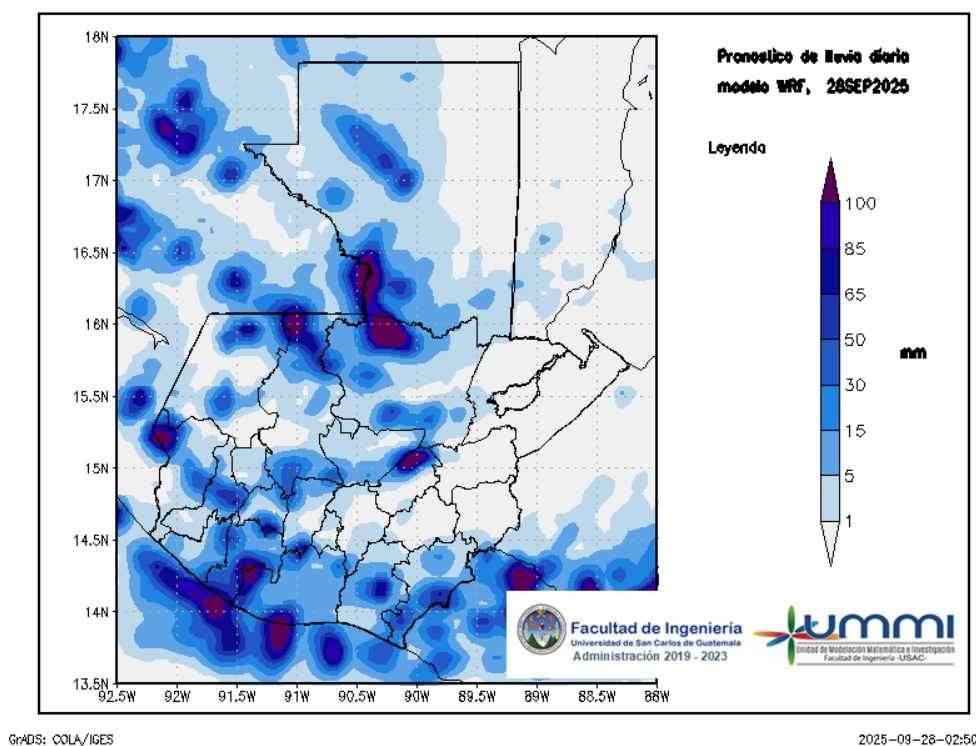 Pronostico de lluvia diaria
modelo WRF, 28SEP2025
Leyenda
100
85
65
50
30
15
5
1
mm
18N
17.5N
17N
16.5N
16N
15.5N
15N
14.5N
14N
13.5N
92.5W
92W
91.5W
91W
90.5W
90W
89.5W
89W
88.5W
88W
Facultad de Ingeniería
Universidad de San Carlos de Guatemala
Administración 2019 - 2023
ummi
Unidad de Modelación Matemática e Investigación
Facultad de Ingeniería -USAC-
GrADS: COLA/IGES
2025-09-28-02:50